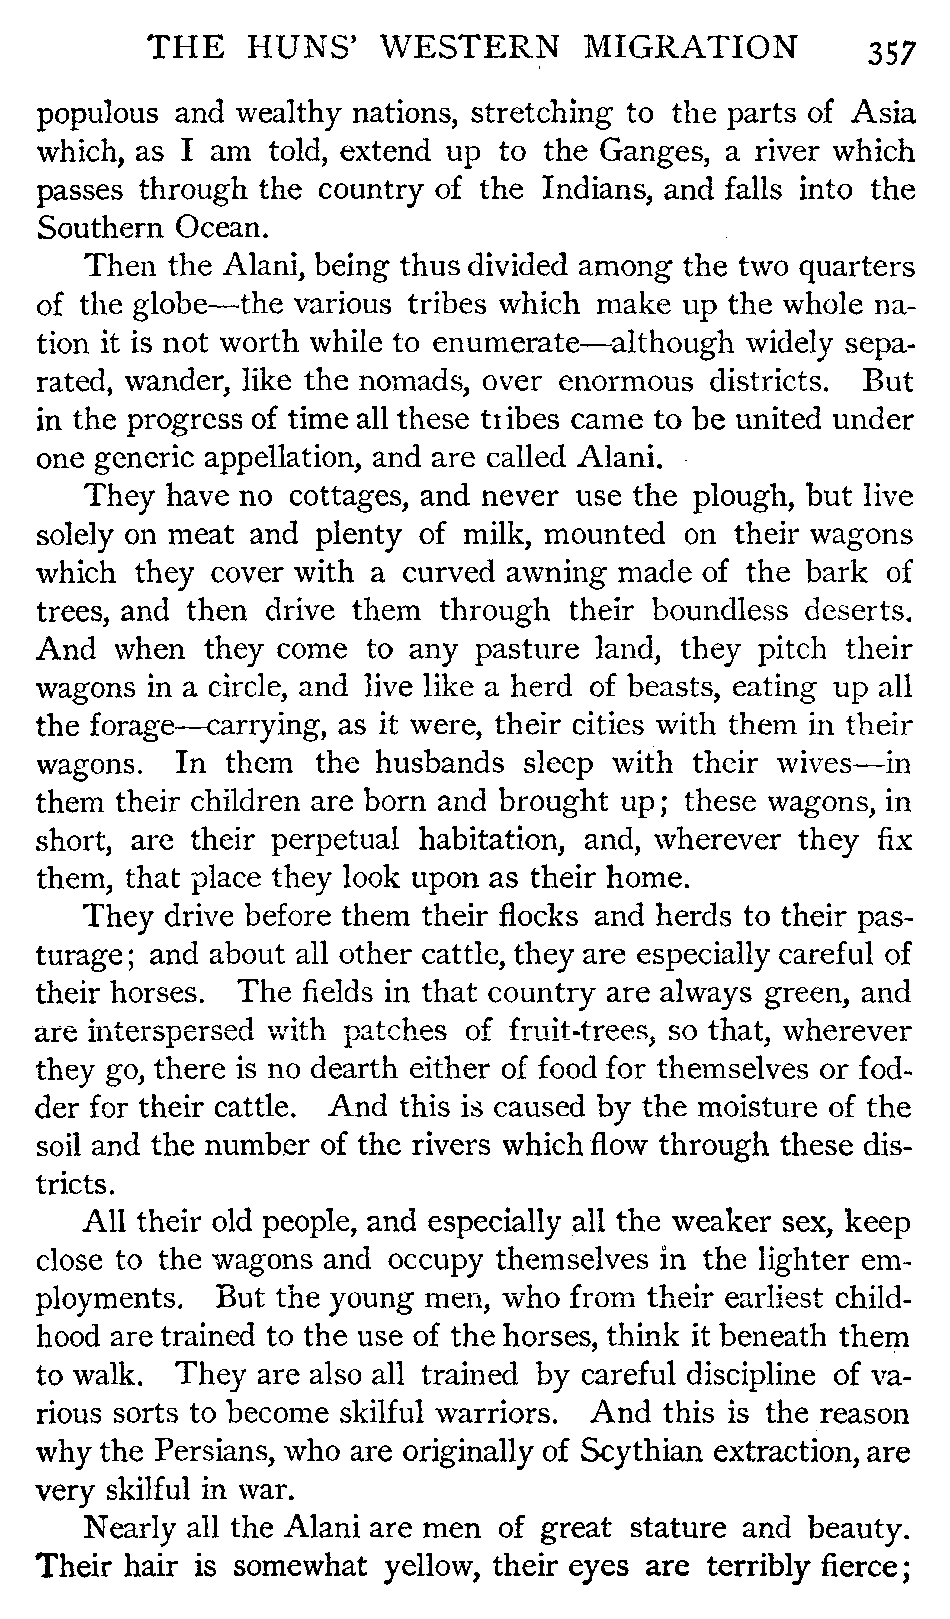 THE HUNS' WESTERN MIGRATION 357
populous and wealthy nations, stretching to the parts of Asia
which, as I am told, extend up to the Ganges, a river which
passes through the country of the Indians, and falls into the
Southern Ocean.
Then the Alani, being thus divided among the two quarters
of the globe—the various tribes which make up the whole na-
tion it is not worth while to enumerate—although widely sepa-
rated, wander, like the nomads, over enormous districts. But
in the progress of time all these tribes came to be united under
one generic appellation, and are called Alani.
They have no cottages, and never use the plough, but live
solely on meat and plenty of milk, mounted on their wagons
which they cover with a curved awning made of the bark of
trees, and then drive them through their boundless deserts.
And when they come to any pasture land, they pitch their
wagons in a circle, and live like a herd of beasts, eating up all
the forage—carrying, as it were, their cities with them in their
wagons. In them the husbands sleep with their wives—in
them their children are born and brought up; these wagons, in
short, are their perpetual habitation, and, wherever they fix
them, that place they look upon as their home.
They drive before them their flocks and herds to their pas-
turage; and about all other cattle, they are especially careful of
their horses. The fields in that country are always green, and
are interspersed with patches of fruit-trees, so that, wherever
they go, there is no dearth either of food for themselves or fod-
der for their cattle. And this is caused by the moisture of the
soil and the number of the rivers which flow through these dis-
tricts.
All their old people, and especially all the weaker sex, keep
close to the wagons and occupy themselves in the lighter em-
ployments. But the young men, who from their earliest child-
hood are trained to the use of the horses, think it beneath them
to walk. They are also all trained by careful discipline of va-
rious sorts to become skilful warriors. And this is the reason
why the Persians, who are originally of Scythian extraction, are
very skilful in war.
Nearly all the Alani are men of great stature and beauty.
Their hair is somewhat yellow, their eyes are terribly fierce;